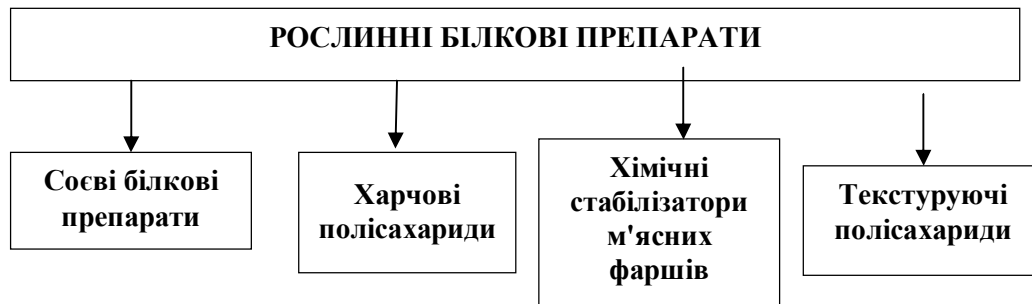 РОСЛИННІ БІЛКОВІ ПРЕПАРАТИ
Соєві білкові
препарати
Харчові
полісахариди
Хімічні
стабілізатори
м'ясних
фаршів
Текстуруючі
полісахариди